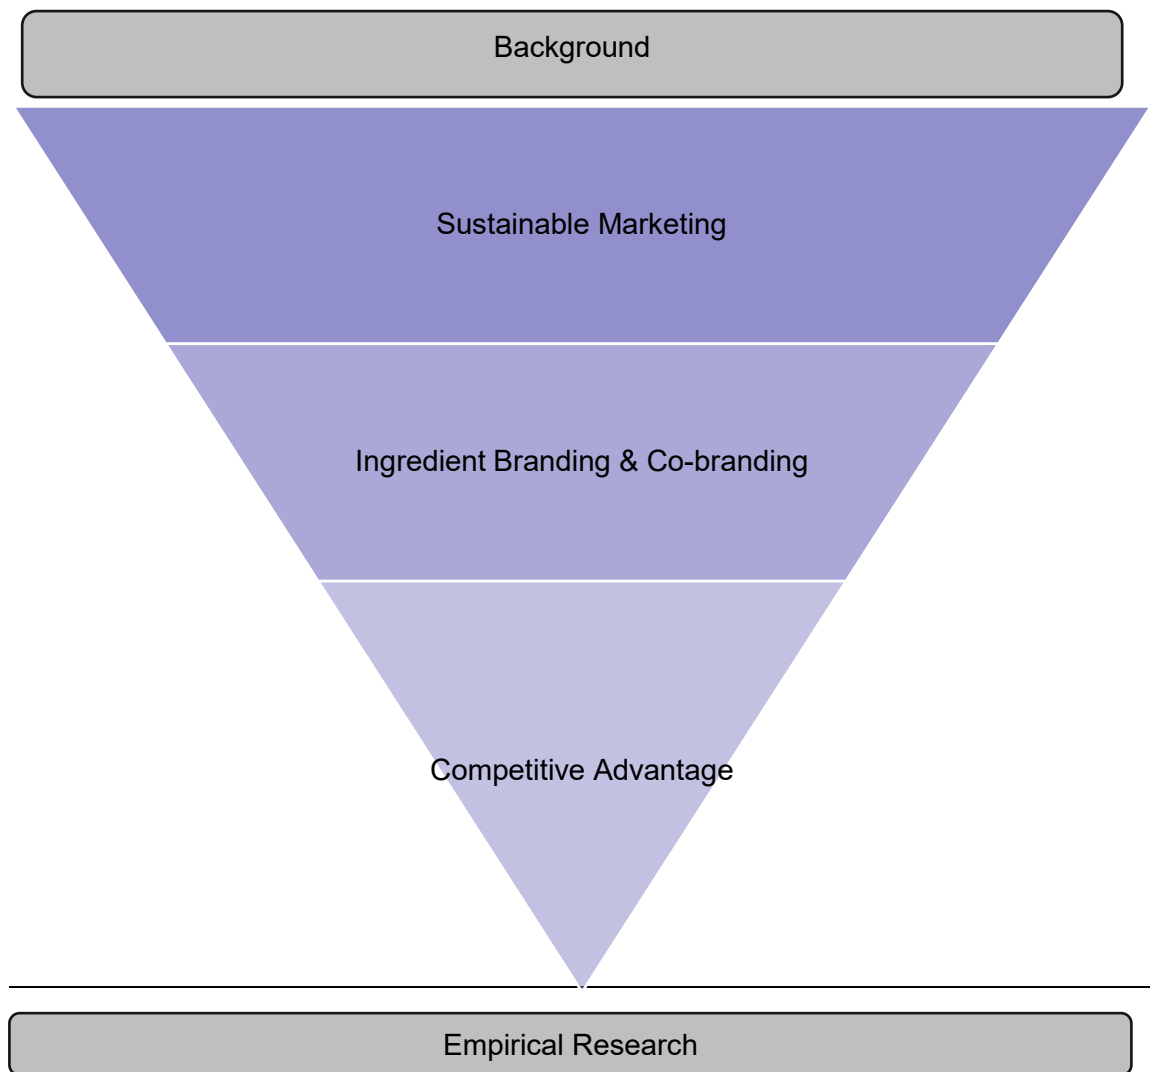 Background
Sustainable Marketing
Ingredient Branding & Co-branding
Competitive Advantage
Empirical Research